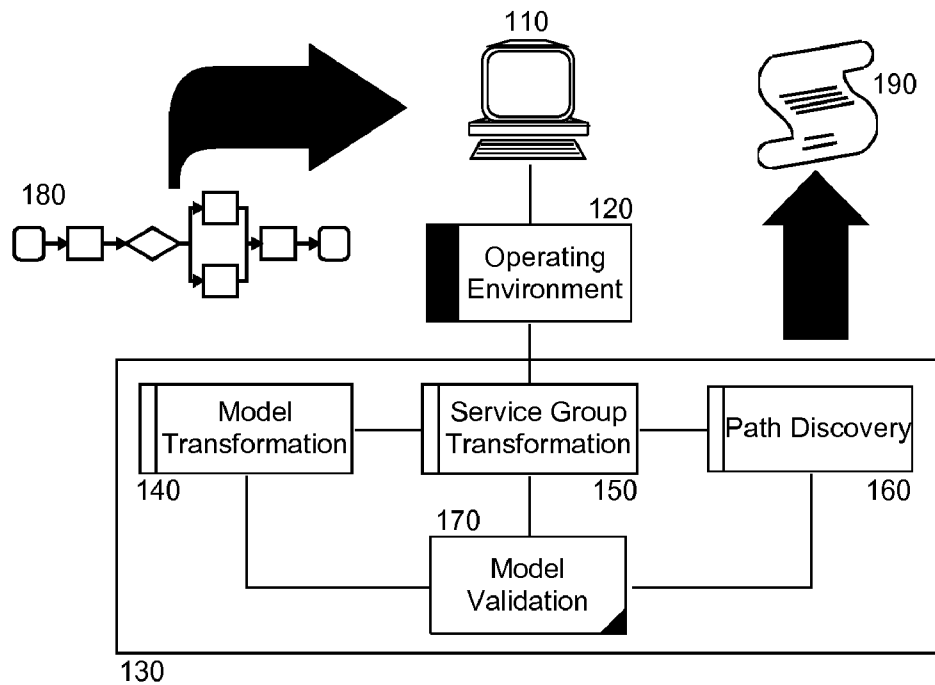 110
190
180
120
Operating
Environment
Model
Transformation
Service Group
Transformation
Path Discovery
140
150
160
170
Model
Validation
130